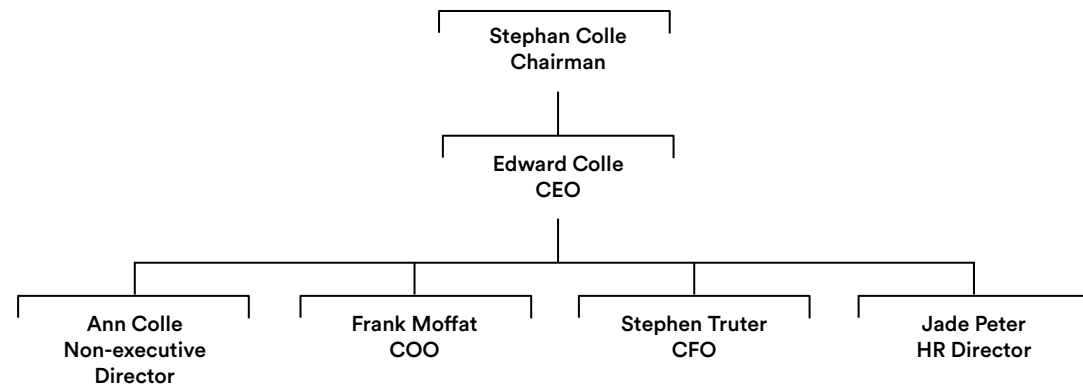 Stephan Colle
Chairman
Edward Colle
CEO
Ann Colle
Non-executive
Director
Frank Moffat
COO
Stephen Truter
CFO
Jade Peter
HR Director